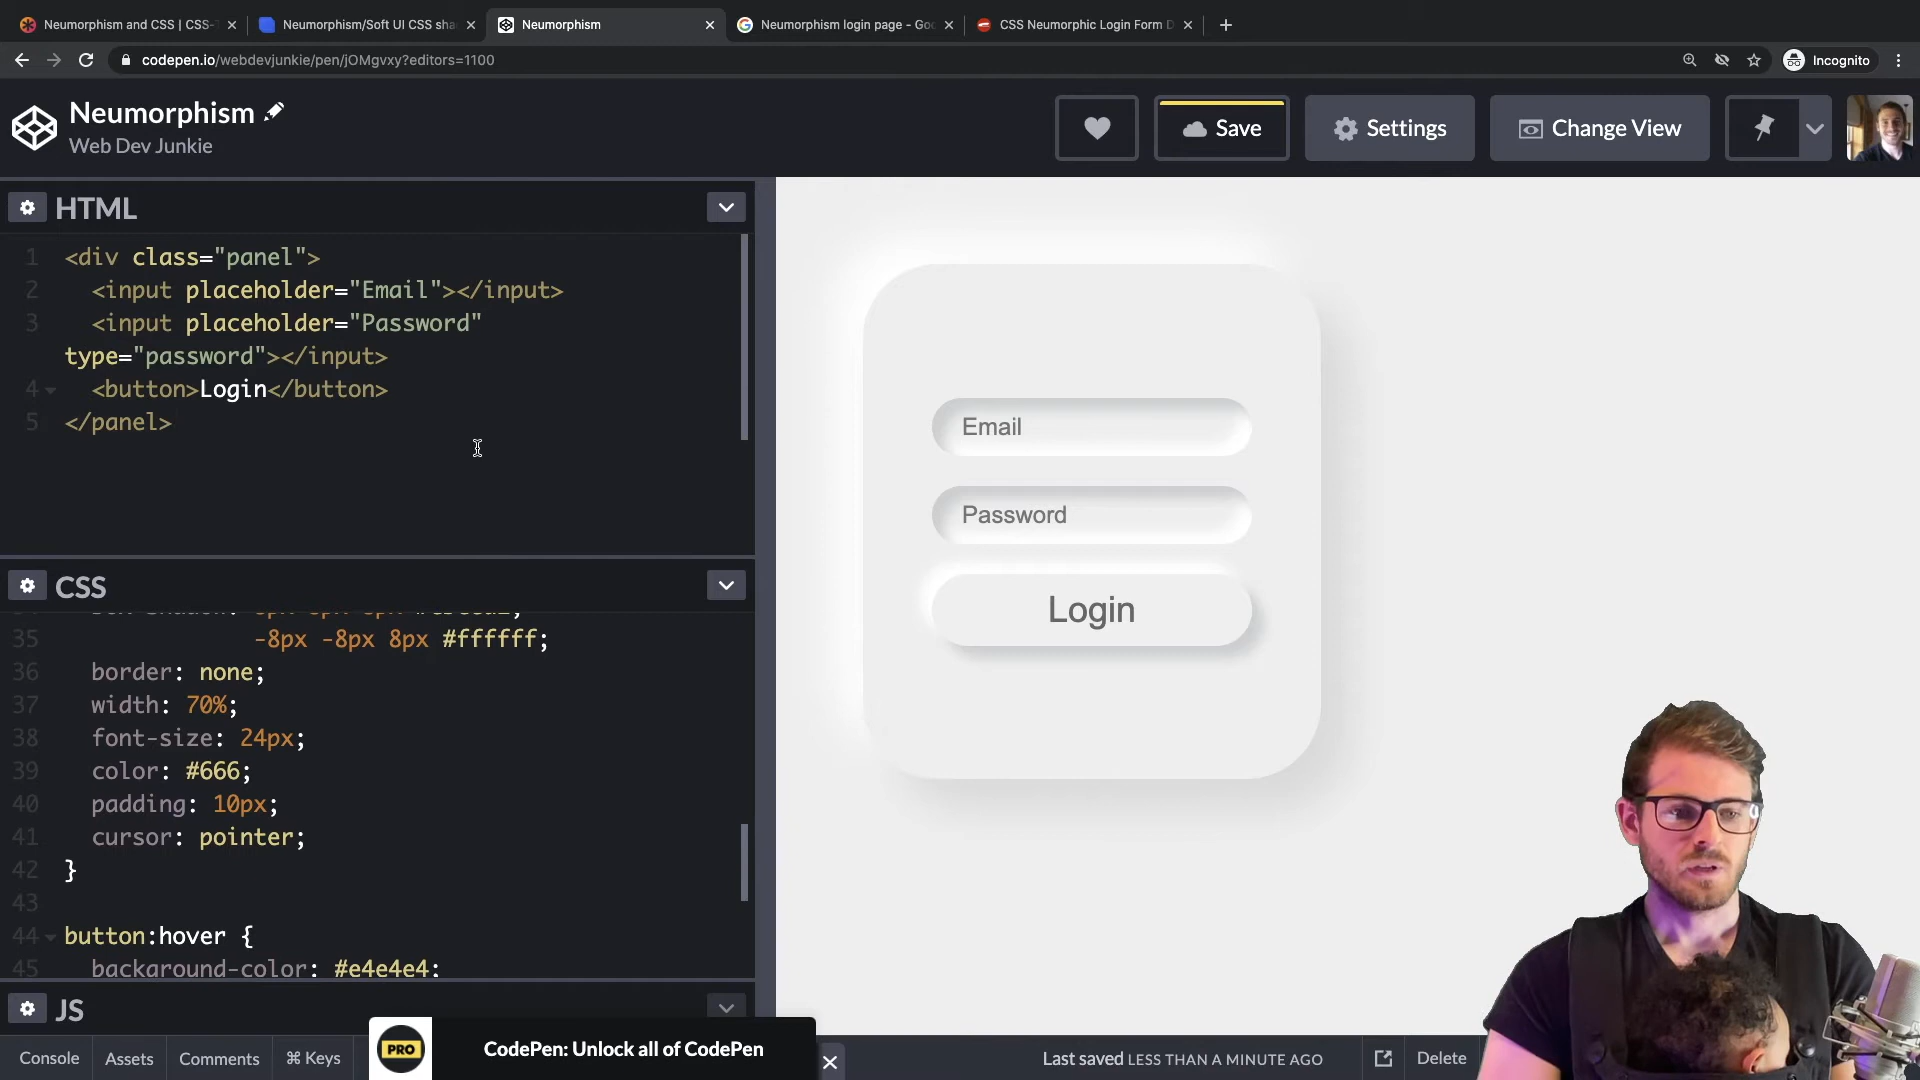 Neumorphism and CSS | CSS-T
Neumorphism/Soft UI CSS sha
Neumorphism
Neumorphism login page - Goo
CSS Neumorphic Login Form D
codepen.io/webdevjunkie/pen/jOMgvxy?editors=1100
Incognito
Neumorphism
Web Dev Junkie
Save
Settings
Change View
HTML
1 <div class="panel">
2 <input placeholder="Email"></input>
3 <input placeholder="Password"
type="password"></input>
4 <button>Login</button>
5 </panel>
CSS
35 -8px -8px 8px #ffffff;
36 border: none;
37 width: 70%;
38 font-size: 24px;
39 color: #666;
40 padding: 10px;
41 cursor: pointer;
42 }
43
44 button:hover {
45 background-color: #e4e4e4;
JS
Email
Password
Login
Console
Assets
Comments
⌘ Keys
PRO
CodePen: Unlock all of CodePen
Last saved LESS THAN A MINUTE AGO
Delete